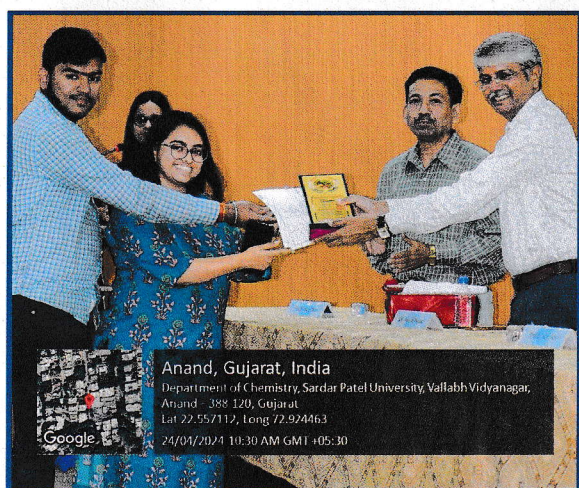 Anand, Gujarat, India
Department of Chemistry, Sardar Patel University, Vallabh Vidyanagar,
Anand - 388 120, Gujarat
Lat 22.557112, Long 72.924463
24/04/2024 10:30 AM GMT +05:30
Google